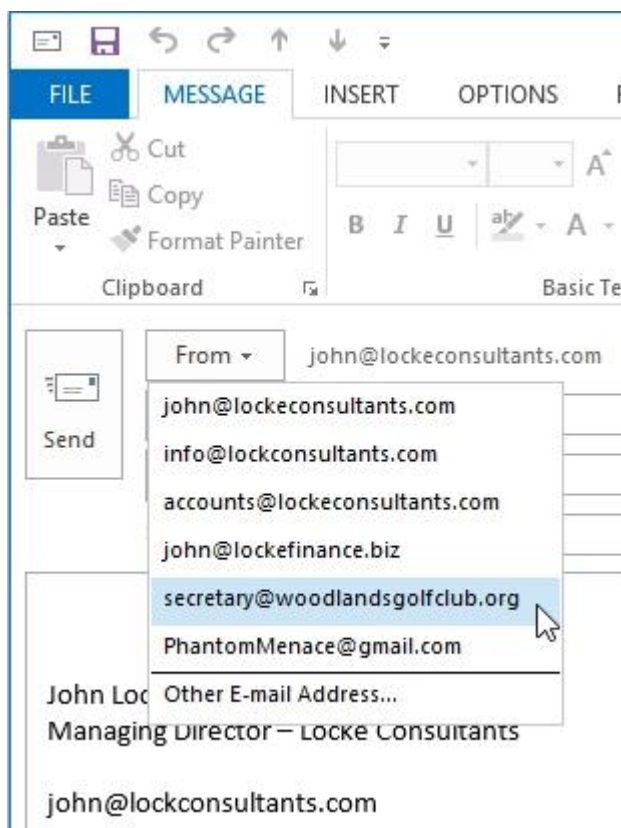 FILE MESSAGE INSERT OPTIONS
Cut
Copy
Paste
Format Painter
B I U ab A A
Clipboard Basic Te
From john@lockeconsultants.com
Send
john@lockeconsultants.com
info@lockconsultants.com
accounts@lockeconsultants.com
john@lockefinance.biz
secretary@woodlandsgolfclub.org
PhantomMenace@gmail.com
Other E-mail Address...
John Loc
Managing Director – Locke Consultants
john@lockconsultants.com